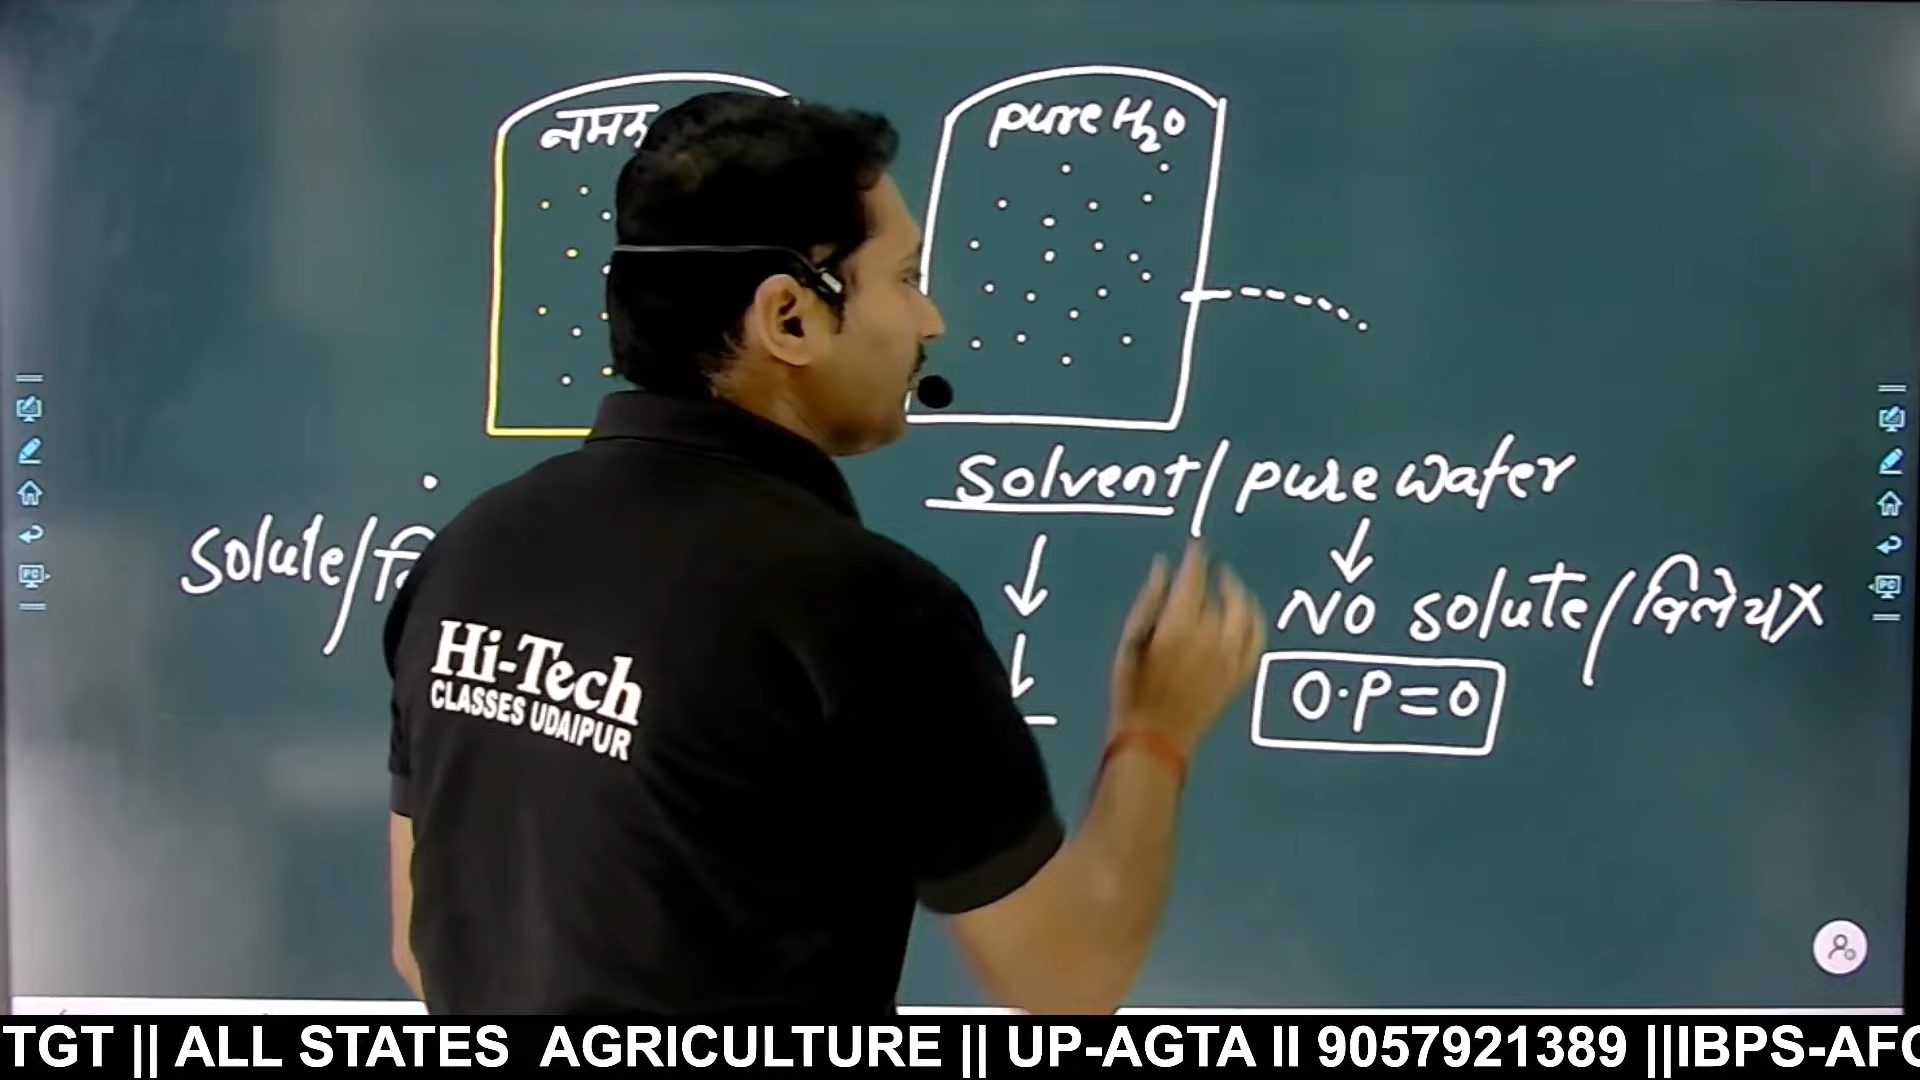 pure H₂O
Solvent/pure water
Solute/
NO solute/विलेय X
O.P=0
Hi-Tech
CLASSES UDAIPUR
TGT || ALL STATES AGRICULTURE || UP-AGTA II 9057921389 ||IBPS-AFO